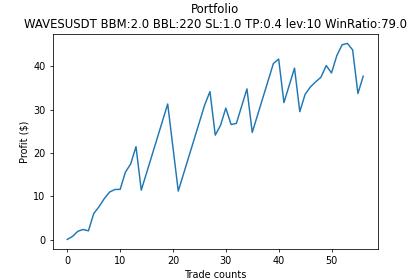 Portfolio
WAVESUSDT BBM:2.0 BBL:220 SL:1.0 TP:0.4 lev:10 WinRatio:79.0
Profit ($)
40
30
20
10
0
0 10 20 30 40 50
Trade counts